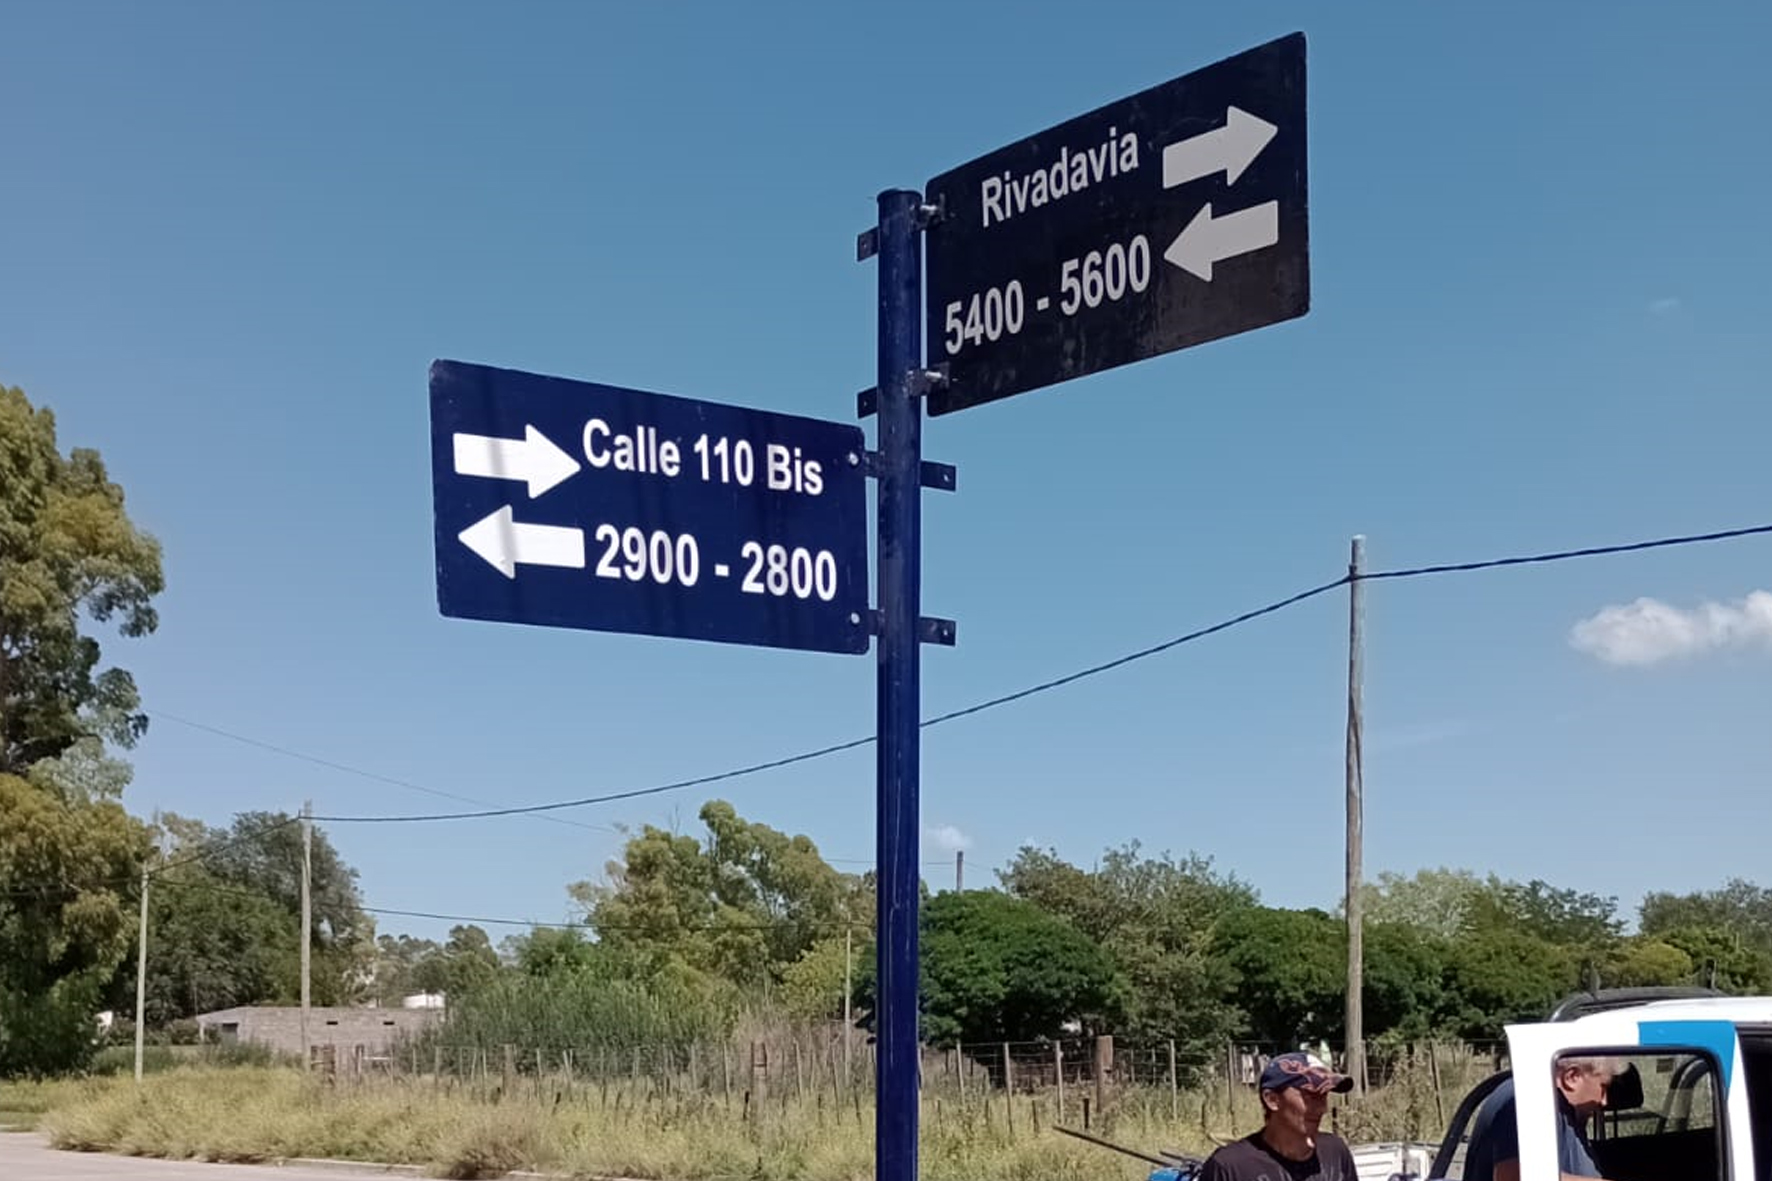 Rivadavia
5400 - 5600
Calle 110 Bis
2900 - 2800